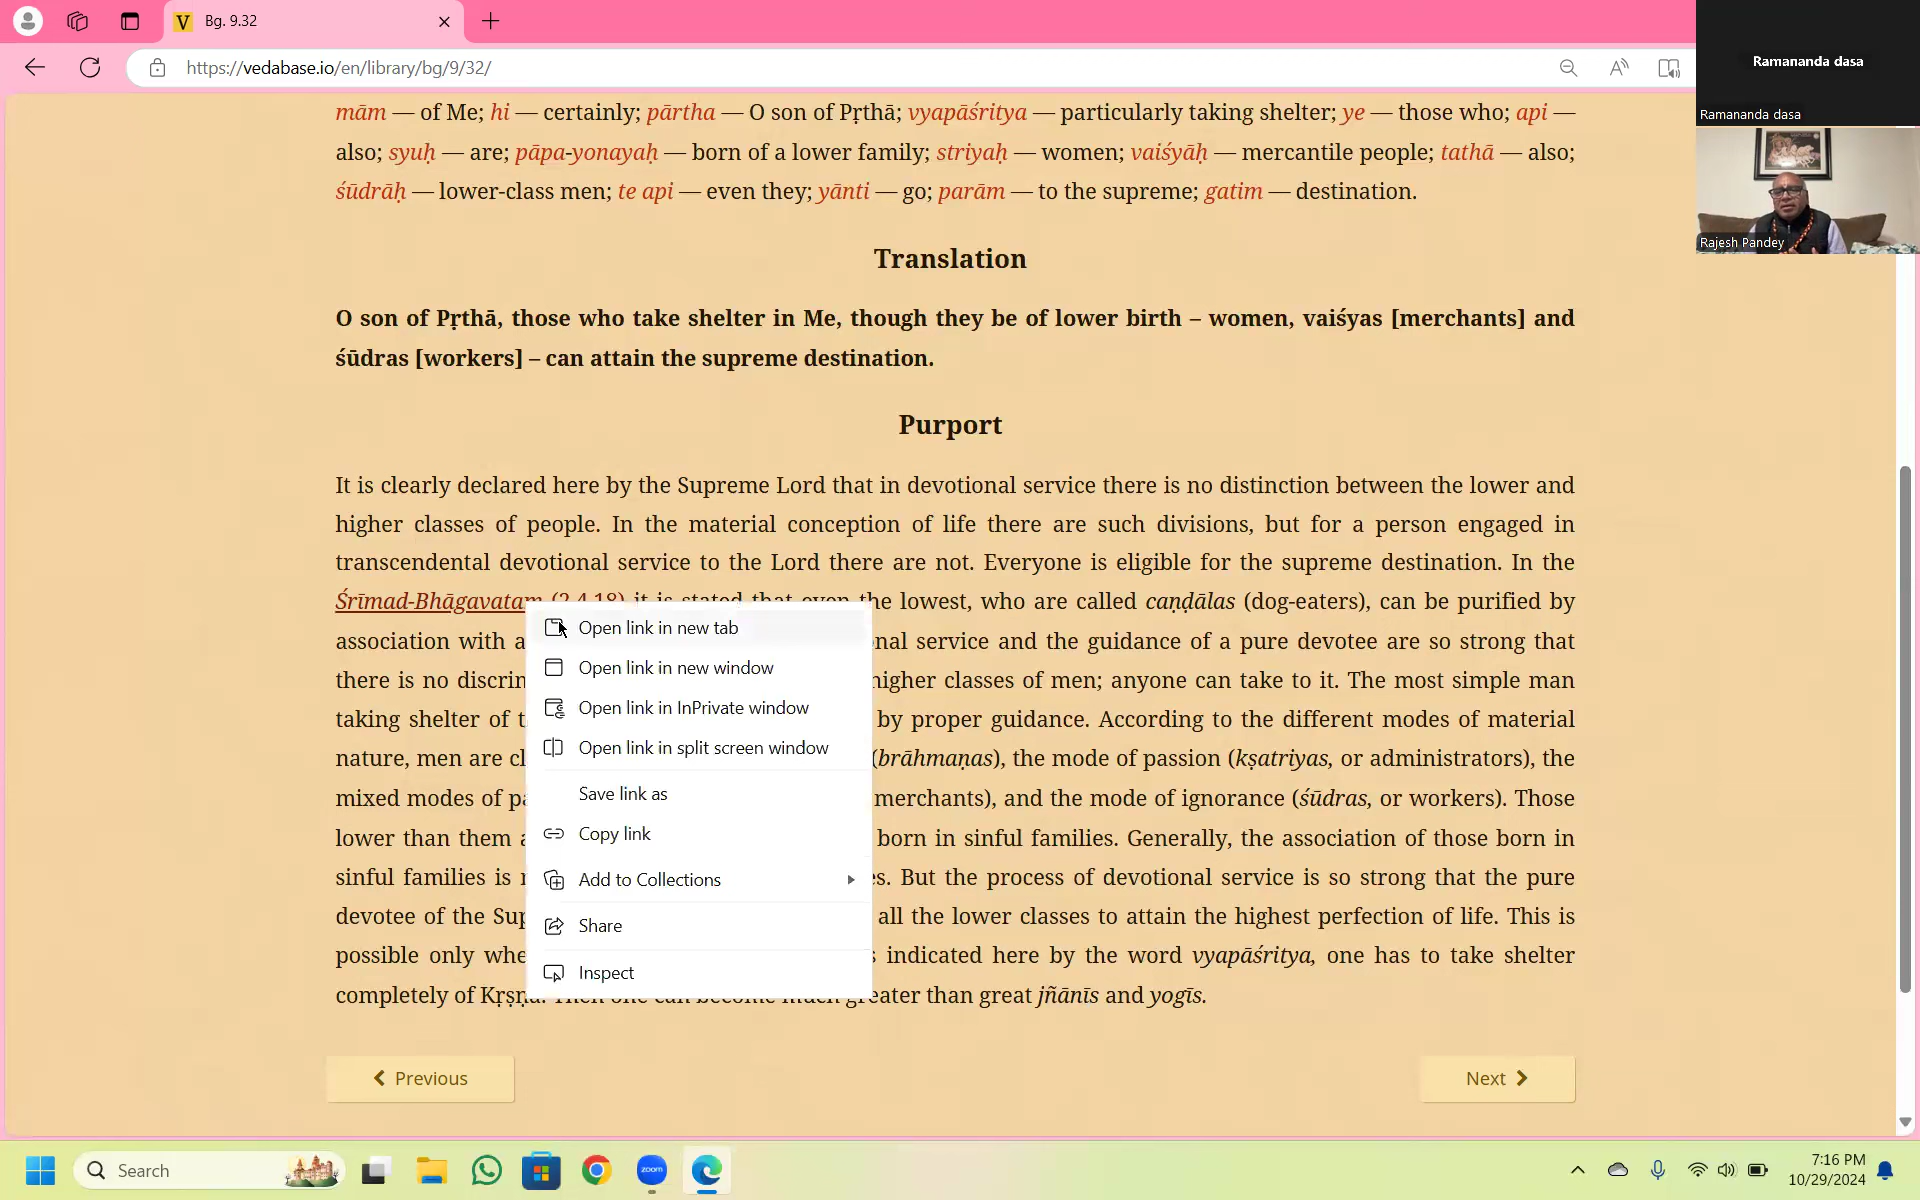 Bg. 9.32
https://vedabase.io/en/library/bg/9/32/
Ramananda dasa
Ramananda dasa
Rajesh Pandey
mām — of Me; hi — certainly; pārtha — O son of Pṛthā; vyapāśritya — particularly taking shelter; ye — those who; api —
also; syuḥ — are; pāpa-yonayaḥ — born of a lower family; striyaḥ — women; vaiśyāḥ — mercantile people; tathā — also;
śūdrāḥ — lower-class men; te api — even they; yānti — go; parām — to the supreme; gatim — destination.
Translation
O son of Pṛthā, those who take shelter in Me, though they be of lower birth – women, vaiśyas [merchants] and
śūdras [workers] – can attain the supreme destination.
Purport
It is clearly declared here by the Supreme Lord that in devotional service there is no distinction between the lower and
higher classes of people. In the material conception of life there are such divisions, but for a person engaged in
transcendental devotional service to the Lord there are not. Everyone is eligible for the supreme destination. In the
Śrīmad-Bhāgavatam (2.4.18) it is stated that even the lowest, who are called caṇḍālas (dog-eaters), can be purified by
association with a nal service and the guidance of a pure devotee are so strong that
there is no discrin igher classes of men; anyone can take to it. The most simple man
taking shelter of t by proper guidance. According to the different modes of material
nature, men are cl (brāhmaṇas), the mode of passion (kṣatriyas, or administrators), the
mixed modes of pa merchants), and the mode of ignorance (śūdras, or workers). Those
lower than them a born in sinful families. Generally, the association of those born in
sinful families is es. But the process of devotional service is so strong that the pure
devotee of the Sup all the lower classes to attain the highest perfection of life. This is
possible only whe s indicated here by the word vyapāśritya, one has to take shelter
completely of Kṛṣṇa. Then one can become much greater than great jñānīs and yogīs.
Open link in new tab
Open link in new window
Open link in InPrivate window
Open link in split screen window
Save link as
Copy link
Add to Collections
Share
Inspect
Previous
Next
Search
zoom
7:16 PM
10/29/2024